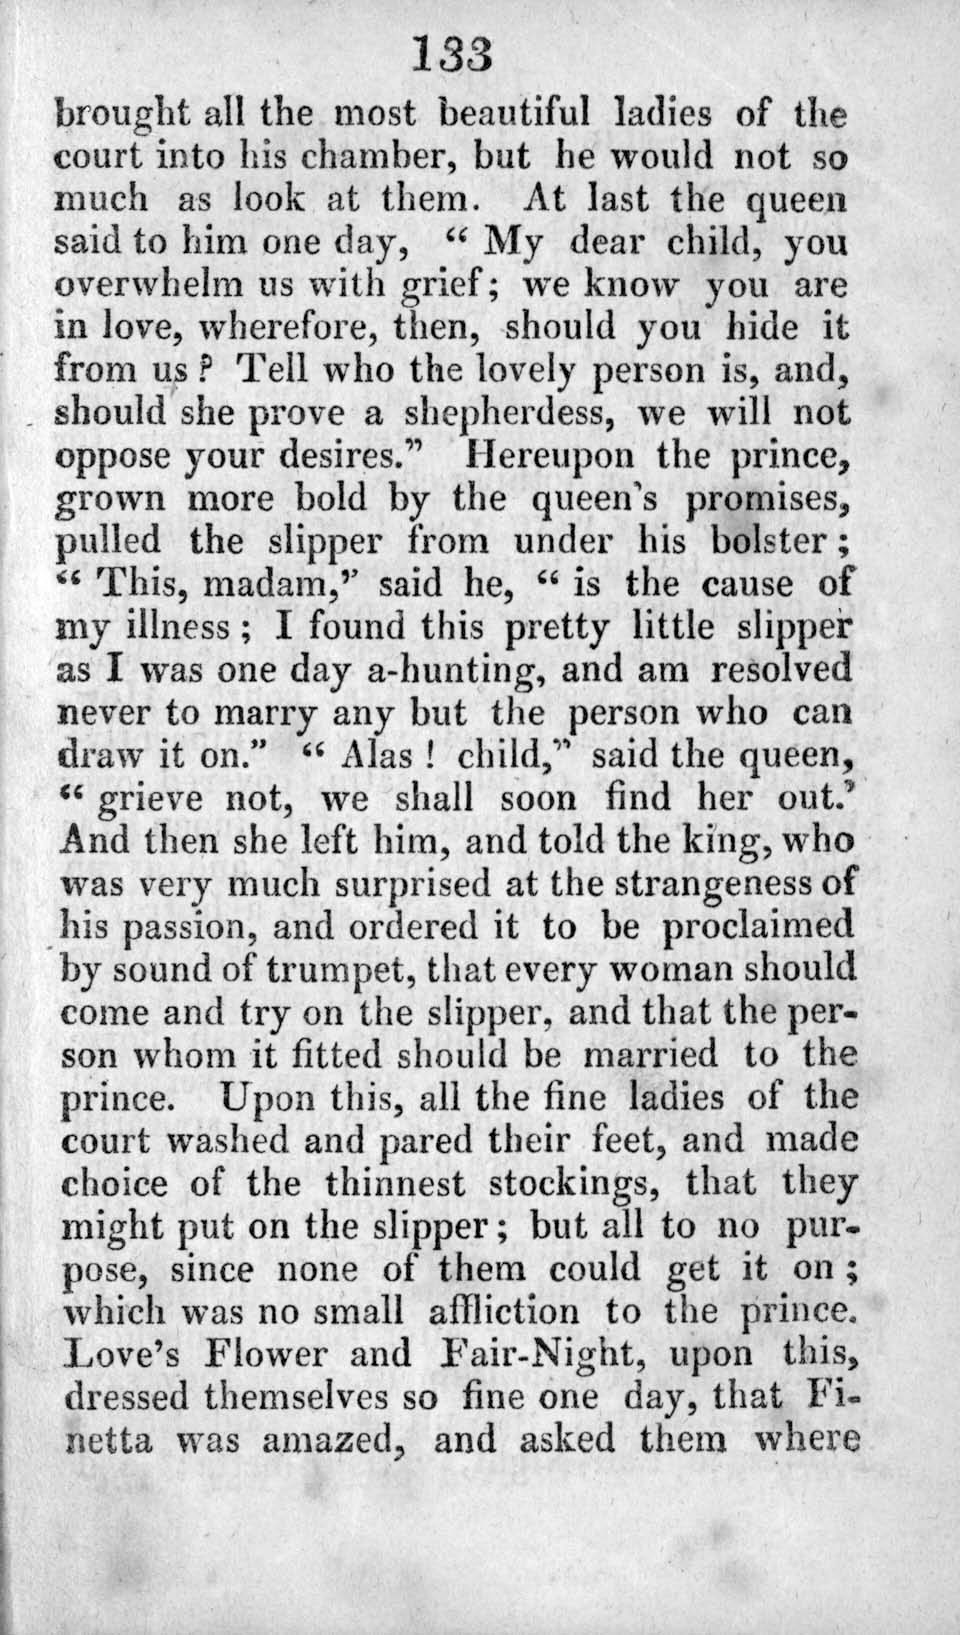 133
brought all the most beautiful ladies of the
court into his chamber, but he would not so
much as look at them. At last the queen
said to him one day, “ My dear child, you
overwhelm us with grief; we know you are
in love, wherefore, then, should you hide it
from us? Tell who the lovely person is, and,
should she prove a shepherdess, we will not
oppose your desires.” Hereupon the prince,
grown more bold by the queen's promises,
pulled the slipper from under his bolster;
“ This, madam,” said he, “ is the cause of
my illness; I found this pretty little slipper
as I was one day a-hunting, and am resolved
never to marry any but the person who can
draw it on.” “ Alas ! child,” said the queen,
“ grieve not, we shall soon find her out.’
And then she left him, and told the king, who
was very much surprised at the strangeness of
his passion, and ordered it to be proclaimed
by sound of trumpet, that every woman should
come and try on the slipper, and that the per-
son whom it fitted should be married to the
prince. Upon this, all the fine ladies of the
court washed and pared their feet, and made
choice of the thinnest stockings, that they
might put on the slipper; but all to no pur-
pose, since none of them could get it on;
which was no small affliction to the prince.
Love's Flower and Fair-Night, upon this,
dressed themselves so fine one day, that Fi-
netta was amazed, and asked them where